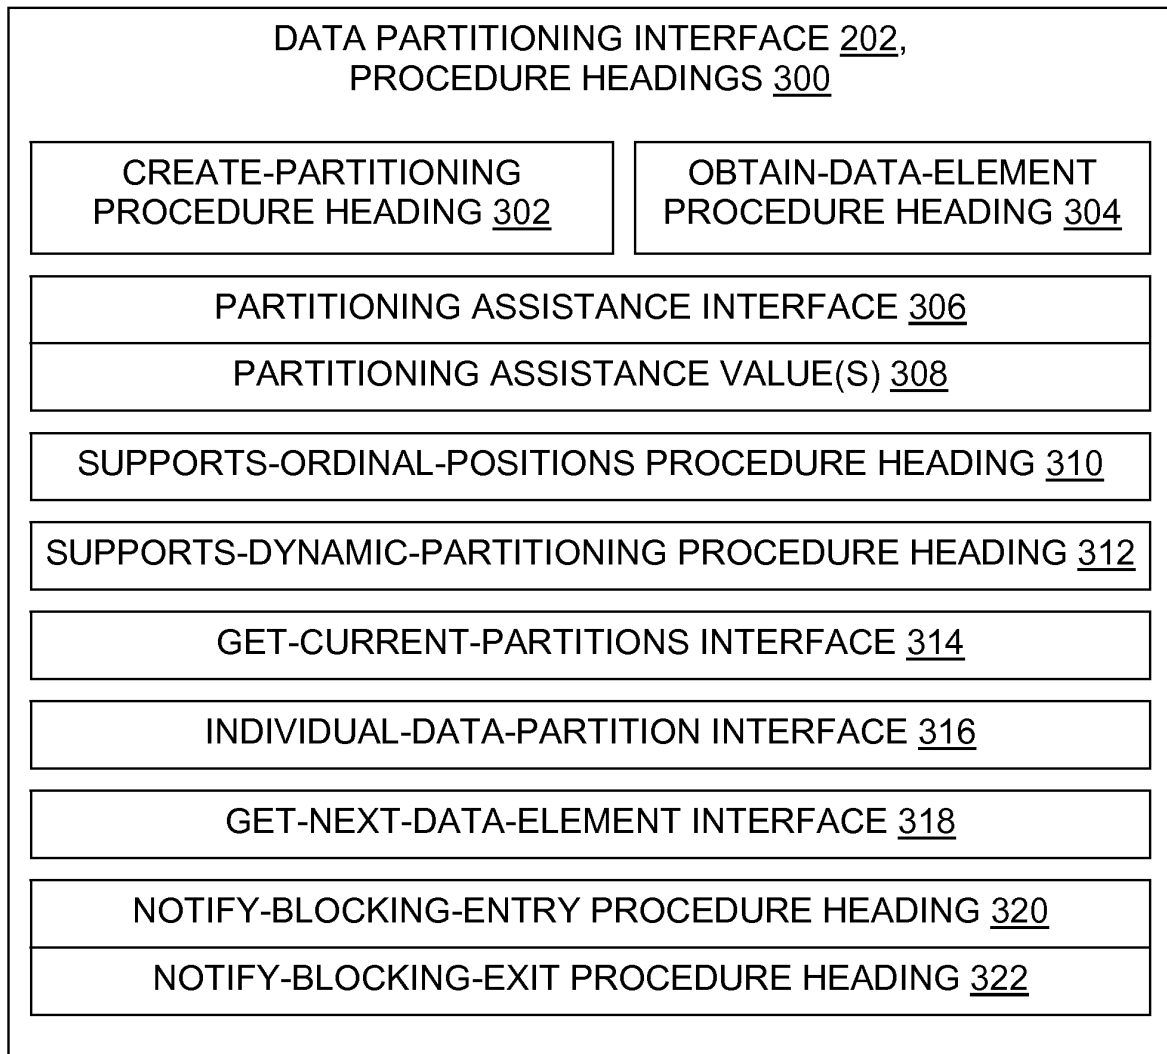 DATA PARTITIONING INTERFACE 202,
PROCEDURE HEADINGS 300
CREATE-PARTITIONING
PROCEDURE HEADING 302
OBTAIN-DATA-ELEMENT
PROCEDURE HEADING 304
PARTITIONING ASSISTANCE INTERFACE 306
PARTITIONING ASSISTANCE VALUE(S) 308
SUPPORTS-ORDINAL-POSITIONS PROCEDURE HEADING 310
SUPPORTS-DYNAMIC-PARTITIONING PROCEDURE HEADING 312
GET-CURRENT-PARTITIONS INTERFACE 314
INDIVIDUAL-DATA-PARTITION INTERFACE 316
GET-NEXT-DATA-ELEMENT INTERFACE 318
NOTIFY-BLOCKING-ENTRY PROCEDURE HEADING 320
NOTIFY-BLOCKING-EXIT PROCEDURE HEADING 322